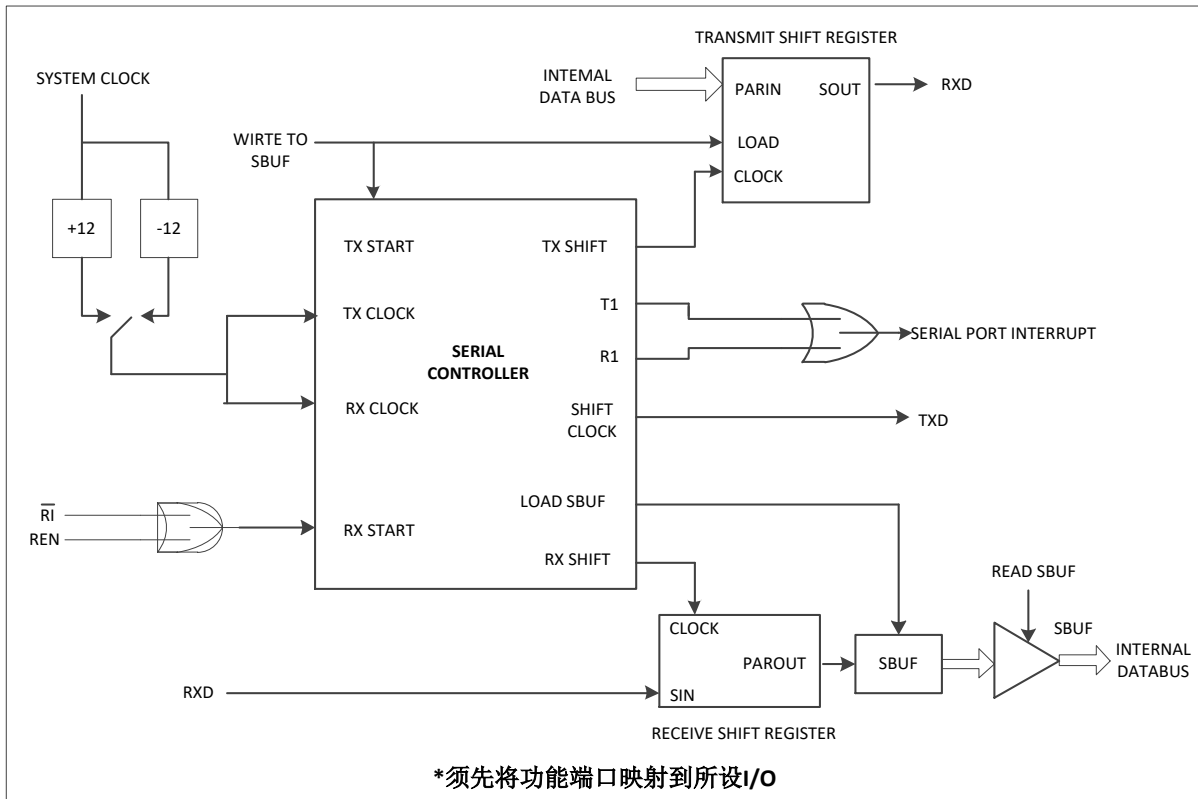 TRANSMIT SHIFT REGISTER
SYSTEM CLOCK
INTEMAL
DATA BUS
PARIN
SOUT
RXD
WIRTE TO
SBUF
LOAD
CLOCK
+12
-12
TX START
TX SHIFT
TX CLOCK
T1
SERIAL PORT INTERRUPT
SERIAL
CONTROLLER
R1
RX CLOCK
SHIFT
CLOCK
TXD
RI
REN
RX START
LOAD SBUF
RX SHIFT
READ SBUF
CLOCK
PAROUT
SBUF
SBUF
INTERNAL
DATABUS
RXD
SIN
RECEIVE SHIFT REGISTER
*须先将功能端口映射到所设I/O